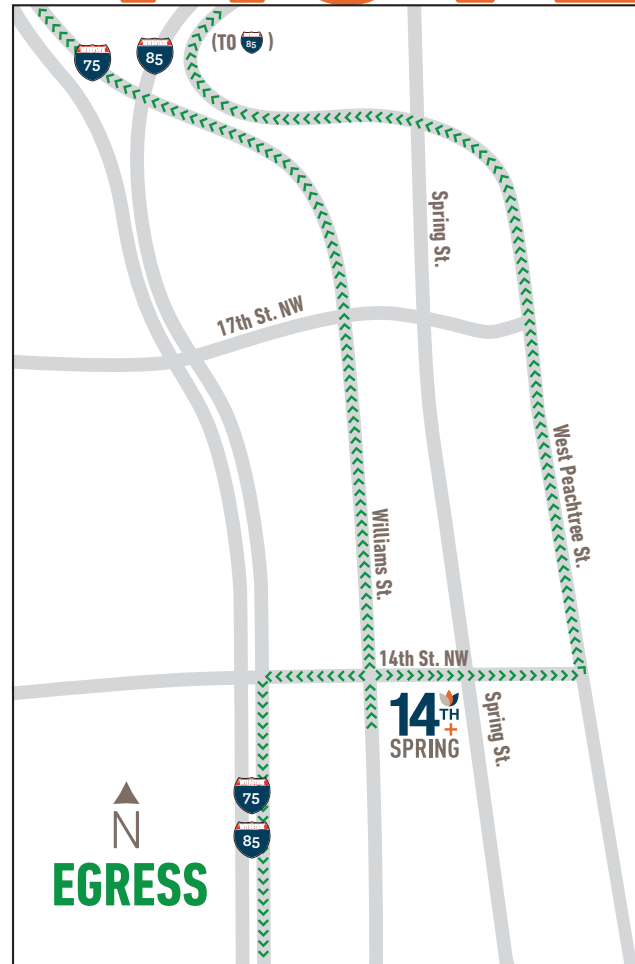 (TO 85 )
75
85
Spring St.
17th St. NW
West Peachtree St.
Williams St.
14th St. NW
14TH
+
SPRING
Spring St.
75
85
N
EGRESS